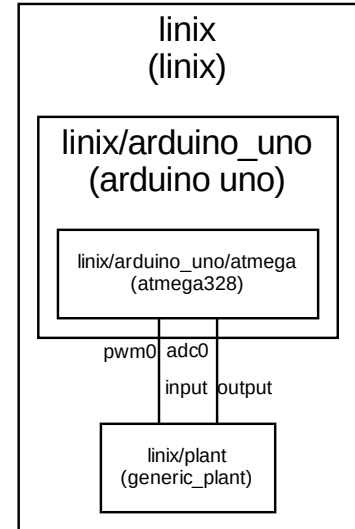 linix
(linix)
linix/arduino_uno
(arduino uno)
linix/arduino_uno/atmega
(atmega328)
pwm0 adc0
input output
linix/plant
(generic_plant)